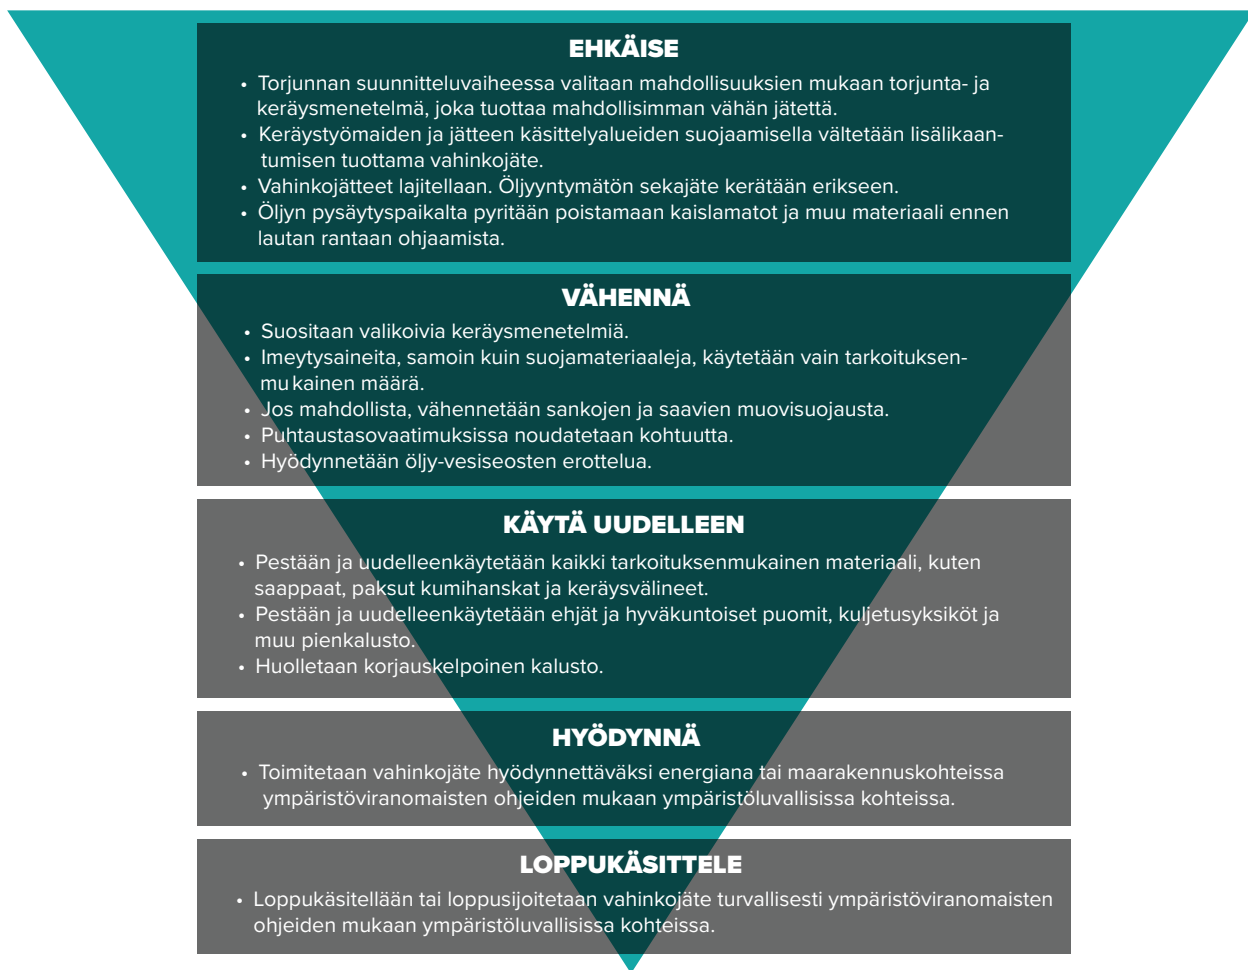 EHKÄISE
• Torjunnan suunnitteluvaiheessa valitaan mahdollisuuksien mukaan torjunta- ja
keräysmenetelmä, joka tuottaa mahdollisimman vähän jätettä.
• Keräystyömaiden ja jätteen käsittelyalueiden suojaamisella vältetään lisälikaan-
tumisen tuottama vahinkojäte.
• Vahinkojätteet lajitellaan. Öljyyntymätön sekajäte kerätään erikseen.
• Öljyn pysäytyspaikalta pyritään poistamaan kaislamatot ja muu materiaali ennen
lautan rantaan ohjaamista.
VÄHENNÄ
• Suositaan valikoivia keräysmenetelmiä.
• Imeytysaineita, samoin kuin suojamateriaaleja, käytetään vain tarkoituksen-
mukainen määrä.
• Jos mahdollista, vähennetään sankojen ja saavien muovisuojausta.
• Puhtaustasovaatimuksissa noudatetaan kohtuutta.
• Hyödynnetään öljy-vesiseosten erottelua.
KÄYTÄ UUDELLEEN
• Pestään ja uudelleenkäytetään kaikki tarkoituksenmukainen materiaali, kuten
saappaat, paksut kumihanskat ja keräysvälineet.
• Pestään ja uudelleenkäytetään ehjät ja hyväkuntoiset puomit, kuljetusyksiköt ja
muu pienkalusto.
• Huolletaan korjauskelpoinen kalusto.
HYÖDYNNÄ
• Toimitetaan vahinkojäte hyödynnettäväksi energiana tai maarakennuskohteissa
ympäristöviranomaisten ohjeiden mukaan ympäristöluvallisissa kohteissa.
LOPPUKÄSITTELE
• Loppukäsitellään tai loppusijoitetaan vahinkojäte turvallisesti ympäristöviranomaisten
ohjeiden mukaan ympäristöluvallisissa kohteissa.